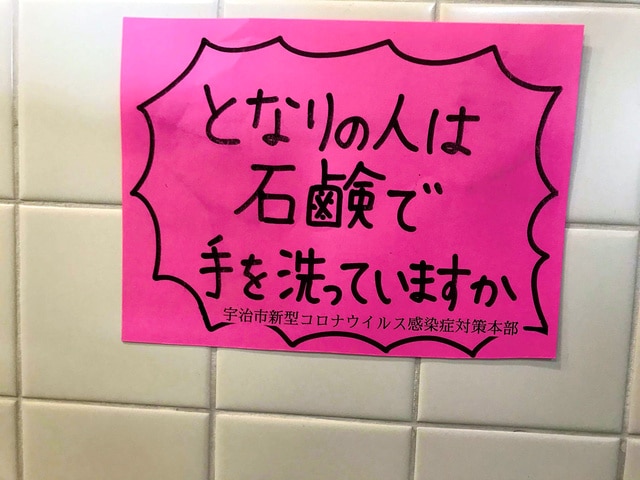 となりの人は
石鹸で
手を洗っていますか
宇治市新型コロナウイルス感染症対策本部